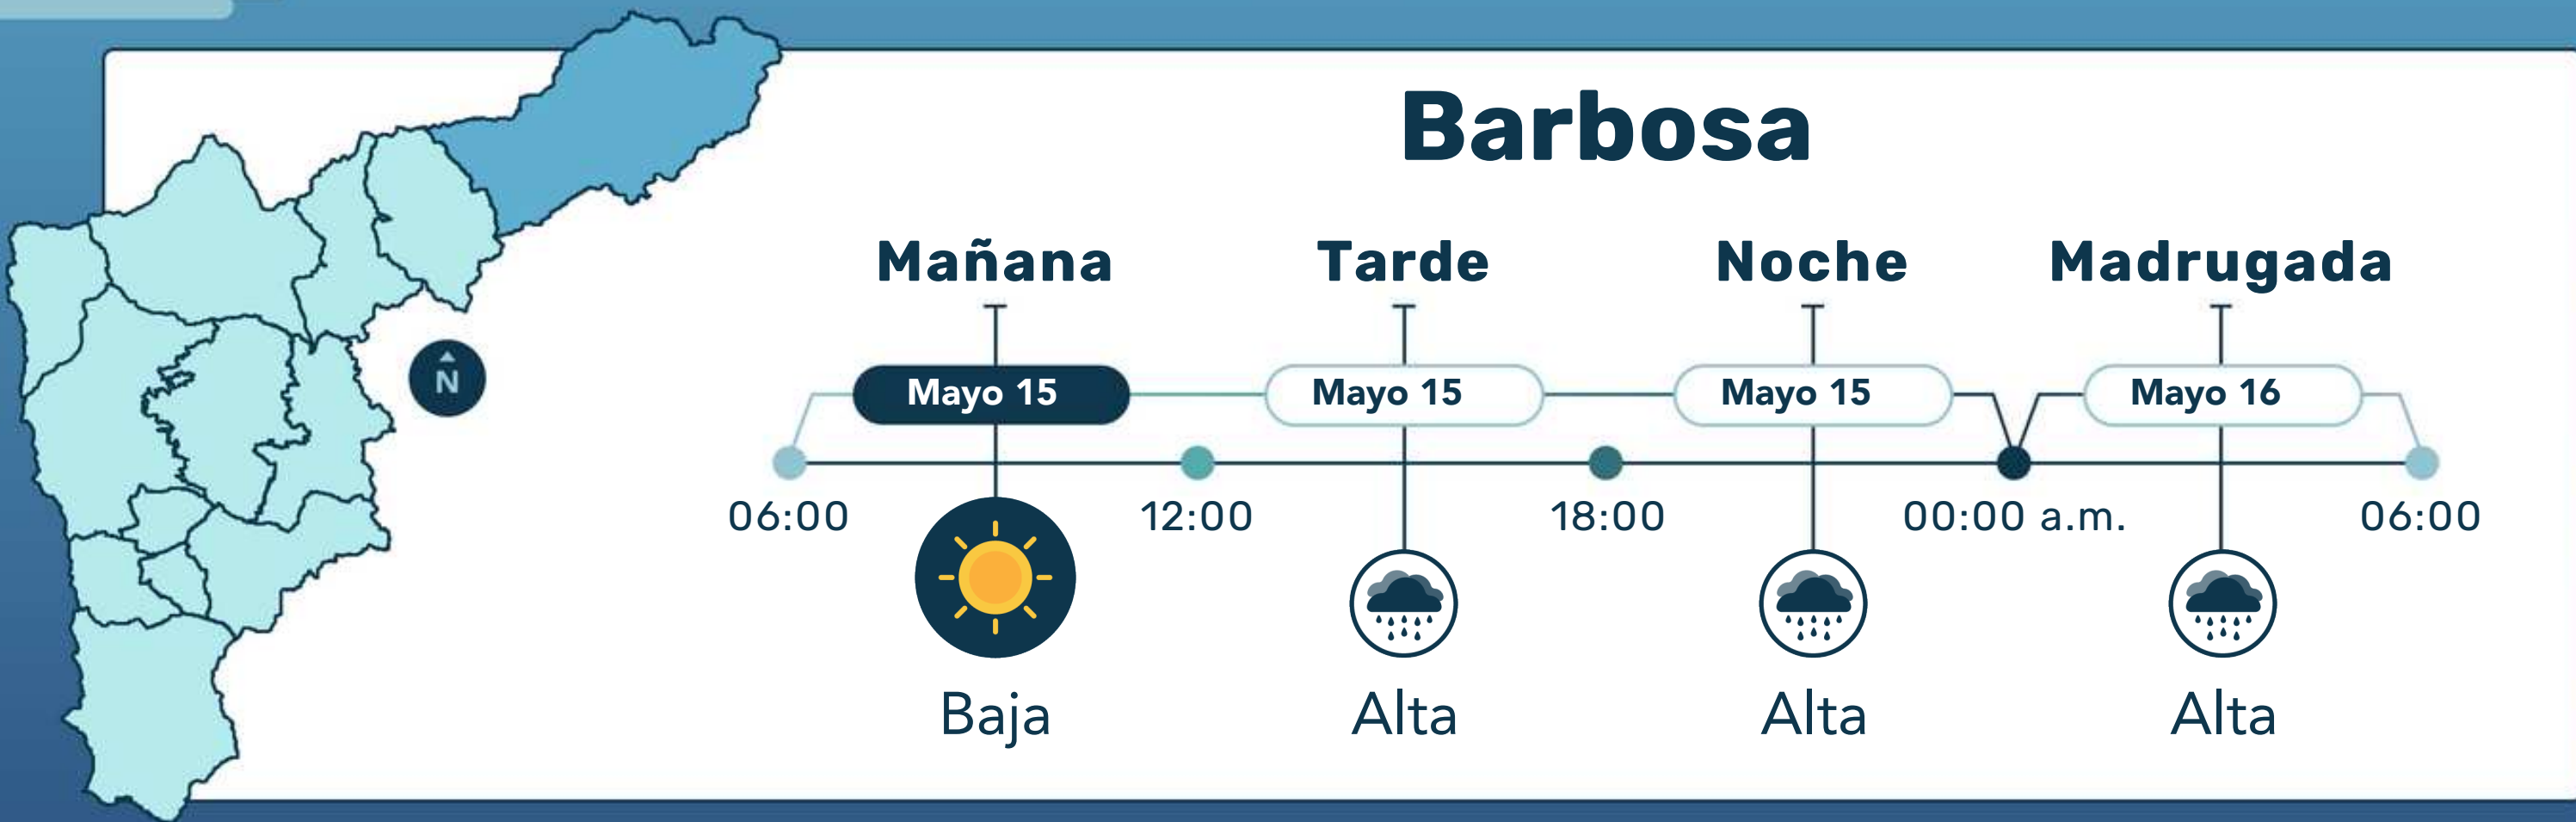 Barbosa
Mañana Tarde Noche Madrugada
Mayo 15 Mayo 15 Mayo 15 Mayo 16
N
06:00 12:00 18:00 00:00 a.m. 06:00
Baja Alta Alta Alta